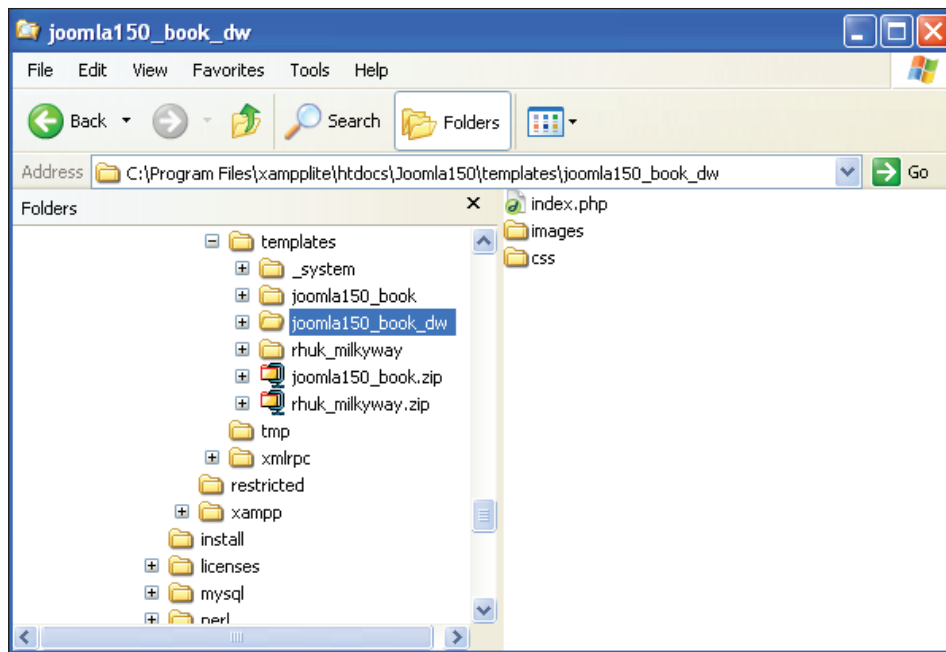 joomla150_book_dw
File Edit View Favorites Tools Help
Back Search Folders
Address C:\Program Files\xampplite\htdocs\Joomla150\templates\joomla150_book_dw Go
Folders
templates
_system
joomla150_book
joomla150_book_dw
rhuk_milkyway
joomla150_book.zip
rhuk_milkyway.zip
tmp
xmlrpc
restricted
xampp
install
licenses
mysql
perl
index.php
images
css